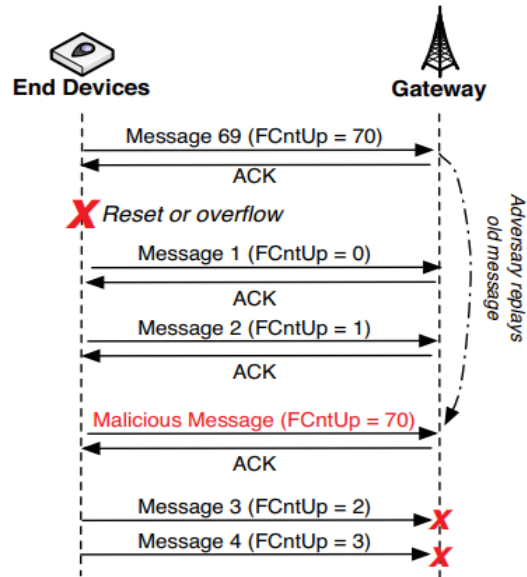 End Devices
Gateway
Message 69 (FCntUp = 70)
ACK
X Reset or overflow
Message 1 (FCntUp = 0)
ACK
Message 2 (FCntUp = 1)
ACK
Adversary replays
old message
Malicious Message (FCntUp = 70)
ACK
Message 3 (FCntUp = 2)
X
Message 4 (FCntUp = 3)
X